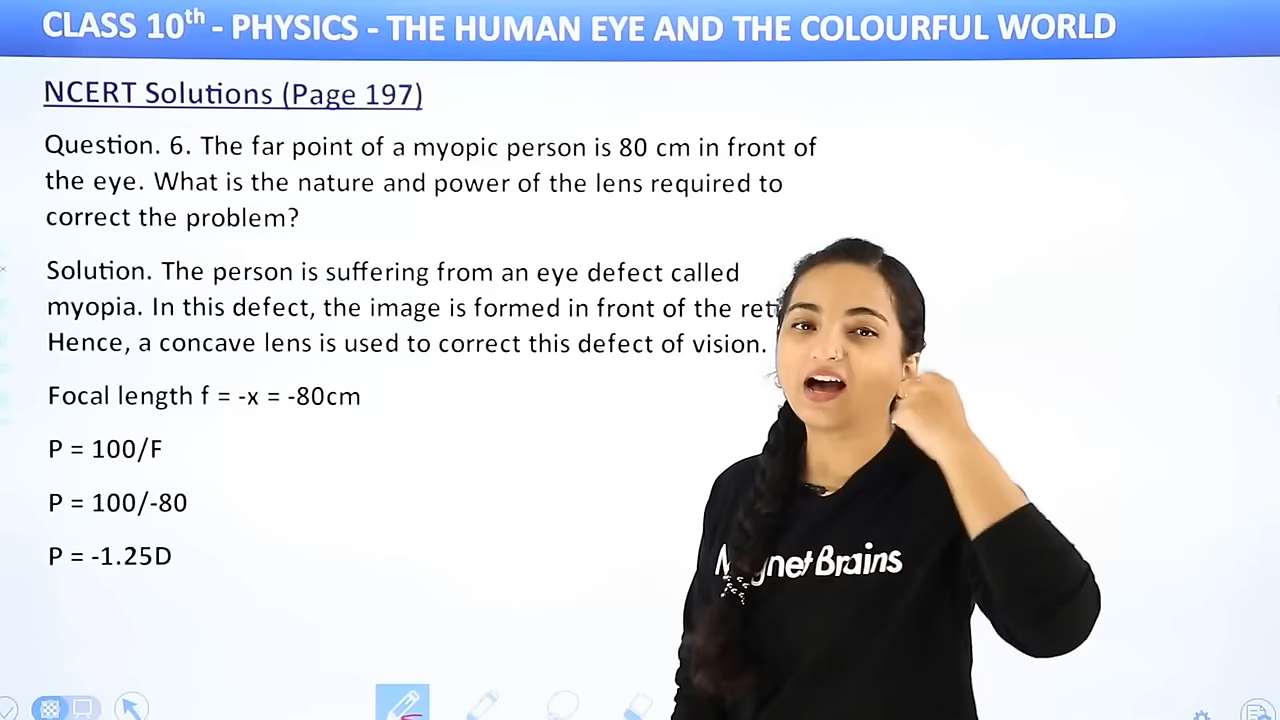 CLASS 10th - PHYSICS - THE HUMAN EYE AND THE COLOURFUL WORLD
NCERT Solutions (Page 197)
Question. 6. The far point of a myopic person is 80 cm in front of
the eye. What is the nature and power of the lens required to
correct the problem?
Solution. The person is suffering from an eye defect called
myopia. In this defect, the image is formed in front of the
Hence, a concave lens is used to correct this defect of vision.
Focal length f = -x = -80cm
P = 100/F
P = 100/-80
P = -1.25D
Brains